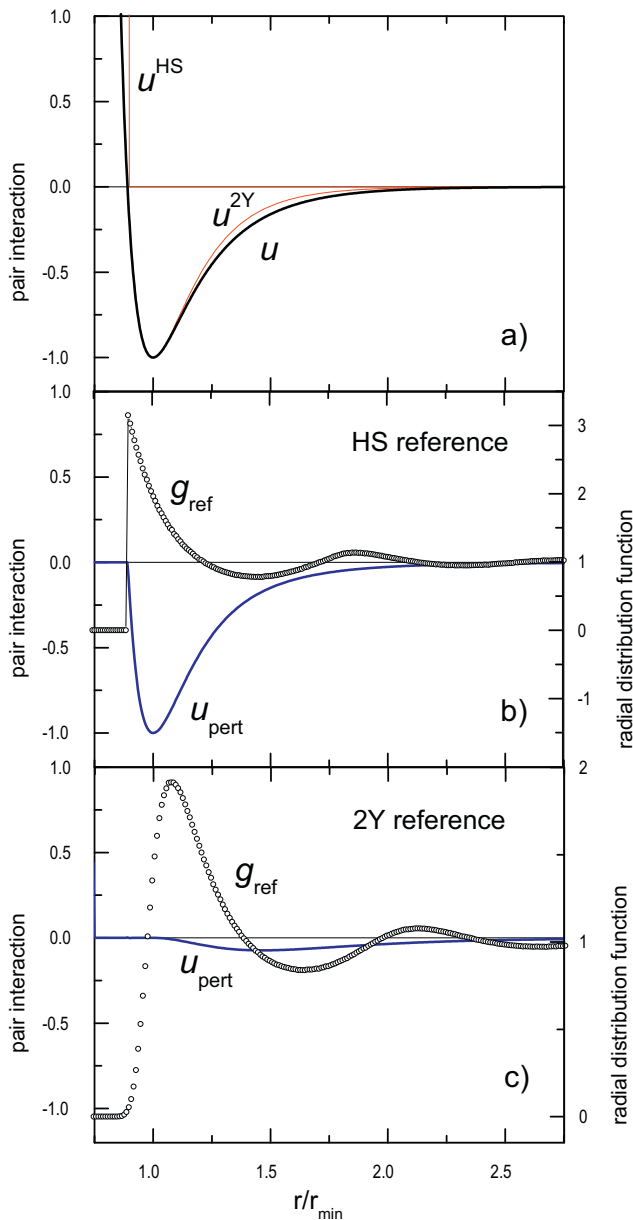 1.0
0.5
0.0
-0.5
-1.0
pair interaction
u^HS
u^2Y
u
a)
1.0
0.5
0.0
-0.5
-1.0
pair interaction
HS reference
g_ref
u_pert
b)
3
2
1
0
-1
2
radial distribution function
1.0
0.5
0.0
-0.5
-1.0
pair interaction
2Y reference
g_ref
u_pert
c)
2
1
0
radial distribution function
1.0
1.5
2.0
2.5
r/r_min